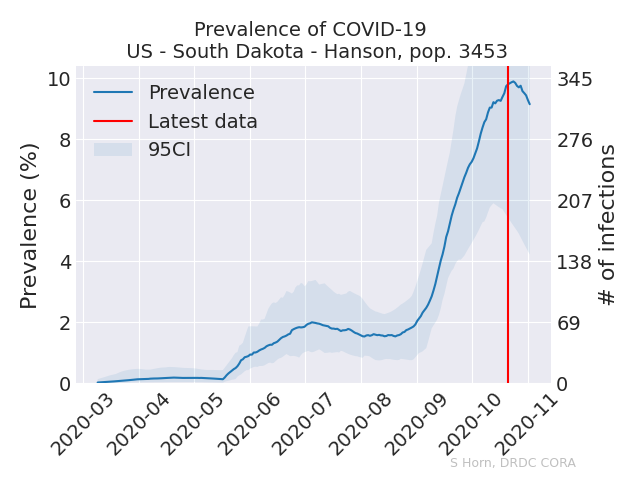 Prevalence of COVID-19
US - South Dakota - Hanson, pop. 3453
Prevalence
Latest data
95CI
Prevalence (%)
10
8
6
4
2
0
345
276
207
138
69
0
# of infections
2020-03
2020-04
2020-05
2020-06
2020-07
2020-08
2020-09
2020-10
2020-11
S Horn, DRDC CORA